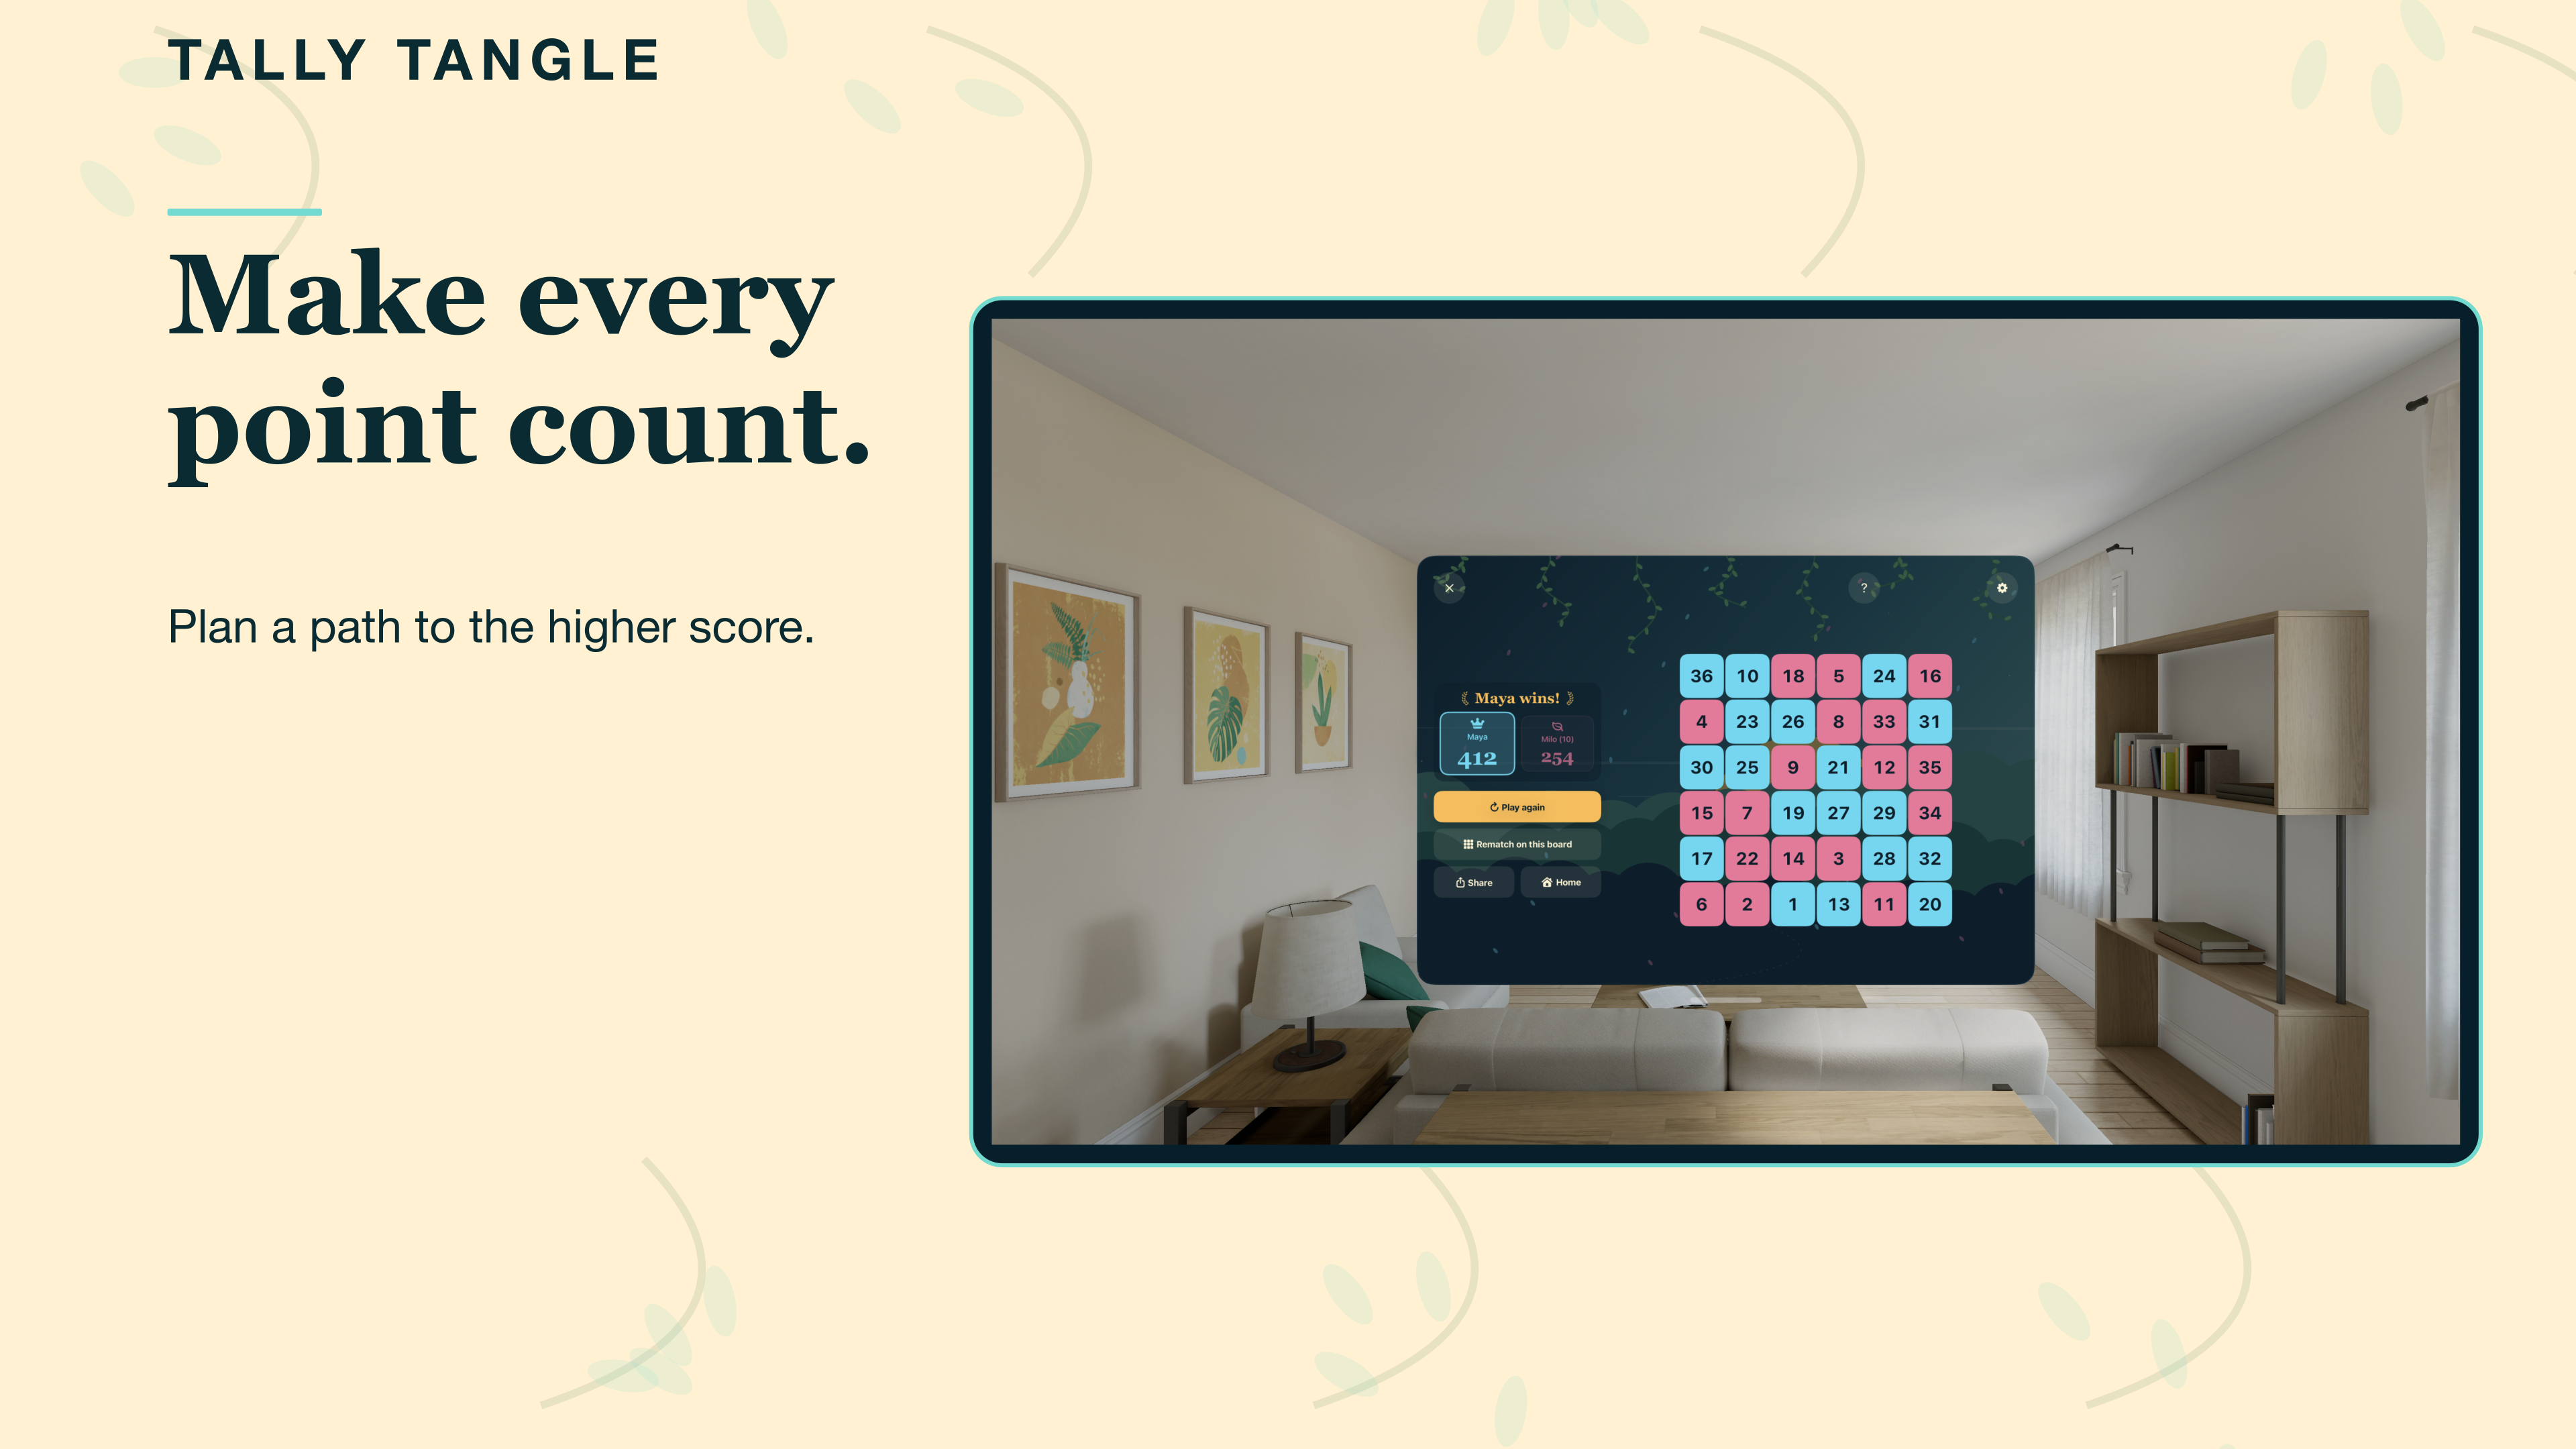 TALLY TANGLE
Make every
point count.
Plan a path to the higher score.
?
Maya wins!
Maya
412
Milo (10)
254
Play again
Rematch on this board
Share
Home
36 10 18 5 24 16
4 23 26 8 33 31
30 25 9 21 12 35
15 7 19 27 29 34
17 22 14 3 28 32
6 2 1 13 11 20